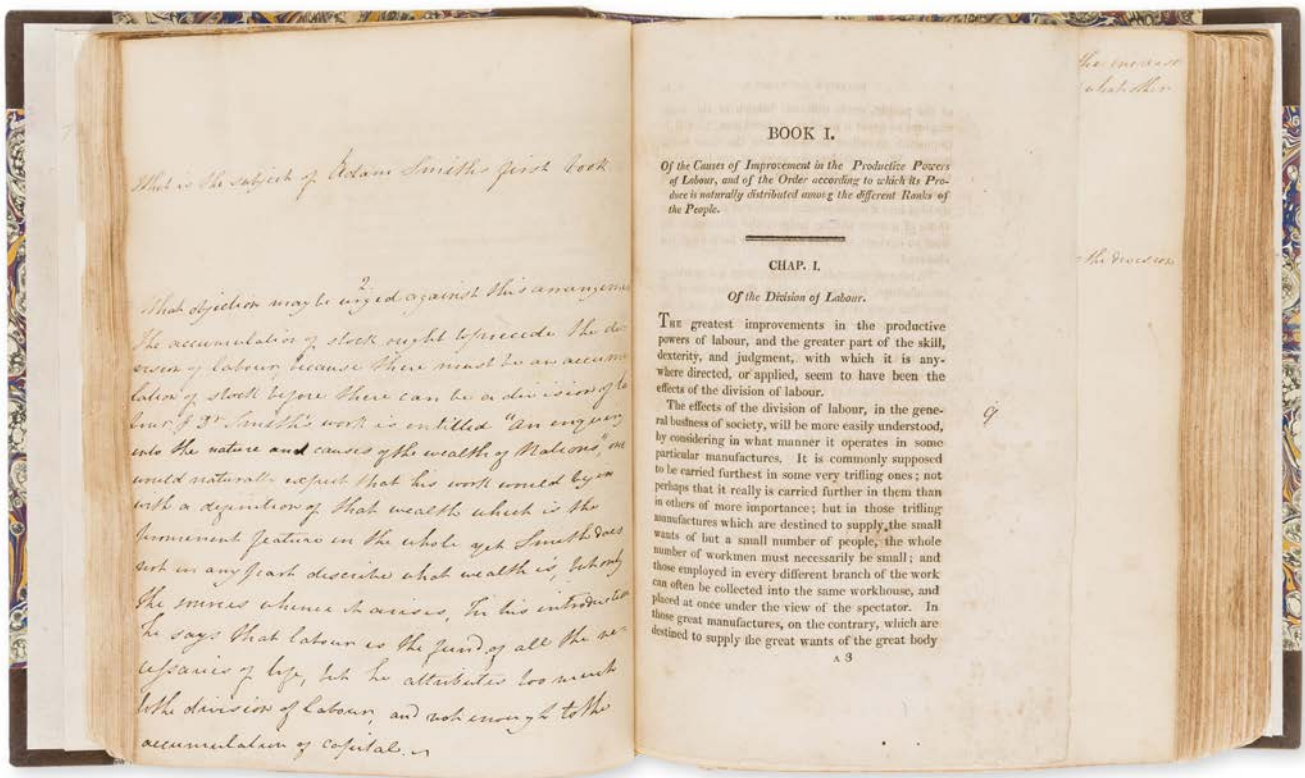 What is the subject of Adam Smith's first book
What objection may be urged against this arrangeme
The accumulation of stock ought to precede the di-
vision of labour because there must be an accumu
lation of stock before there can be a division of la
bour If Dr Smith's work is entitled "An enquiry
into the nature and causes of the wealth of Nations", one
would naturally expect that his work would begin
with a definition of that wealth which is the
prominent feature in the whole yet Smith does
not in any part describe what wealth is, but only
the sources whence it arises, In his introduction
he says that labour is the fund of all the ne-
cessaries of life, but he attributes too much
to the division of labour, and not enough to the
accumulation of capital.
BOOK I.
Of the Causes of Improvement in the Productive Powers
of Labour, and of the Order according to which its Pro-
duce is naturally distributed among the different Ranks of
the People.
CHAP. I.
Of the Division of Labour.
THE greatest improvements in the productive
powers of labour, and the greater part of the skill,
dexterity, and judgment, with which it is any-
where directed, or applied, seem to have been the
effects of the division of labour.
The effects of the division of labour, in the gene-
ral business of society, will be more easily understood,
by considering in what manner it operates in some
particular manufactures. It is commonly supposed
to be carried furthest in some very trifling ones; not
perhaps that it really is carried further in them than
in others of more importance; but in those trifling
manufactures which are destined to supply the small
wants of but a small number of people, the whole
number of workmen must necessarily be small; and
those employed in every different branch of the work
can often be collected into the same workhouse, and
placed at once under the view of the spectator. In
those great manufactures, on the contrary, which are
destined to supply the great wants of the great body
A 3
the increase
what other
the division